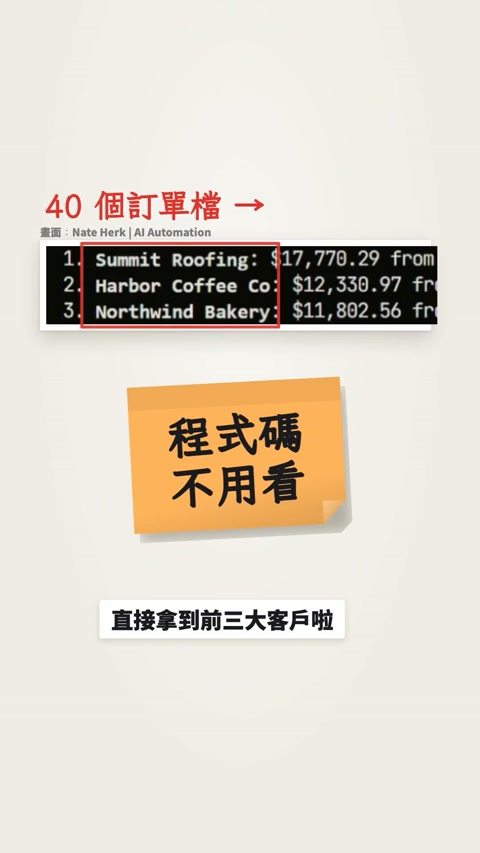 40 個訂單檔 →
畫面：Nate Herk | AI Automation
1. Summit Roofing: $17,770.29 from
2. Harbor Coffee Co: $12,330.97
3. Northwind Bakery: $11,802.56
程式碼
不用看
直接拿到前三大客戶啦